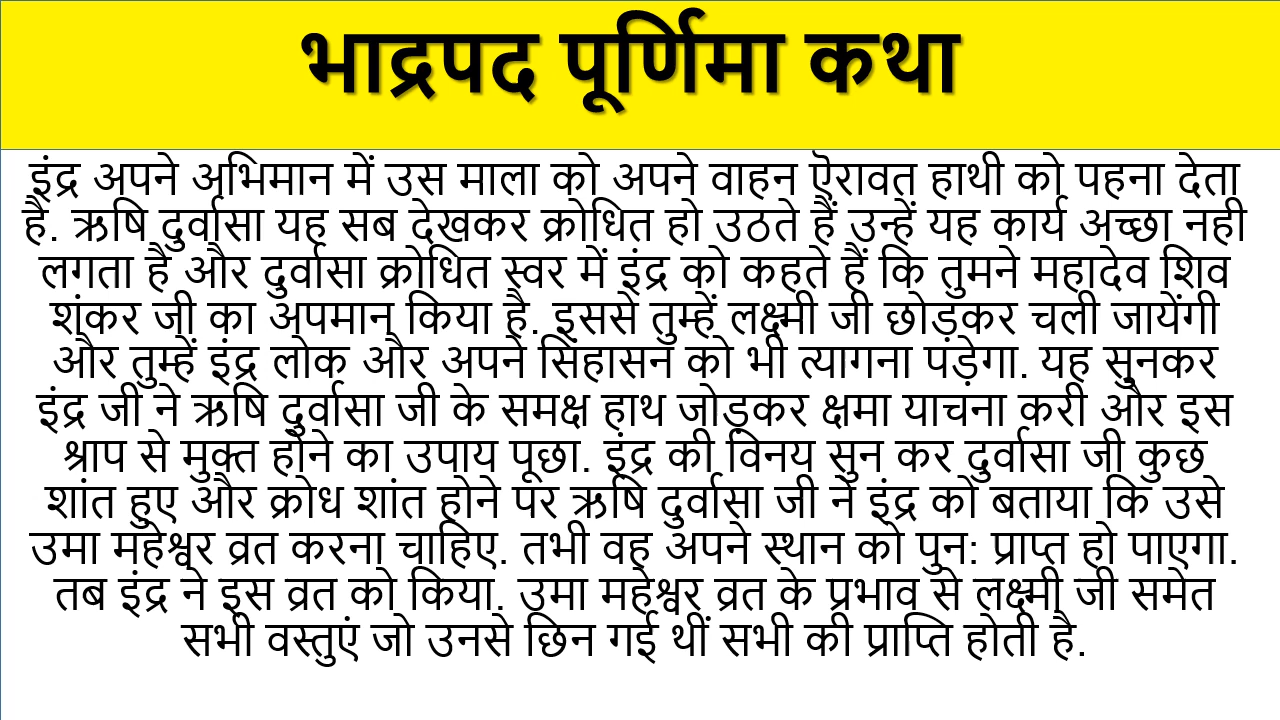 भाद्रपद पूर्णिमा कथा
इंद्र अपने अभिमान में उस माला को अपने वाहन ऎरावत हाथी को पहना देता
है. ऋषि दुर्वासा यह सब देखकर क्रोधित हो उठते हैं उन्हें यह कार्य अच्छा नही
लगता है और दुर्वासा क्रोधित स्वर में इंद्र को कहते हैं कि तुमने महादेव शिव
शंकर जी का अपमान किया है. इससे तुम्हें लक्ष्मी जी छोड़कर चली जायेंगी
और तुम्हें इंद्र लोक और अपने सिंहासन को भी त्यागना पड़ेगा. यह सुनकर
इंद्र जी ने ऋषि दुर्वासा जी के समक्ष हाथ जोड़कर क्षमा याचना करी और इस
श्राप से मुक्त होने का उपाय पूछा. इंद्र की विनय सुन कर दुर्वासा जी कुछ
शांत हुए और क्रोध शांत होने पर ऋषि दुर्वासा जी ने इंद्र को बताया कि उसे
उमा महेश्वर व्रत करना चाहिए. तभी वह अपने स्थान को पुन: प्राप्त हो पाएगा.
तब इंद्र ने इस व्रत को किया. उमा महेश्वर व्रत के प्रभाव से लक्ष्मी जी समेत
सभी वस्तुएं जो उनसे छिन गई थीं सभी की प्राप्ति होती है.